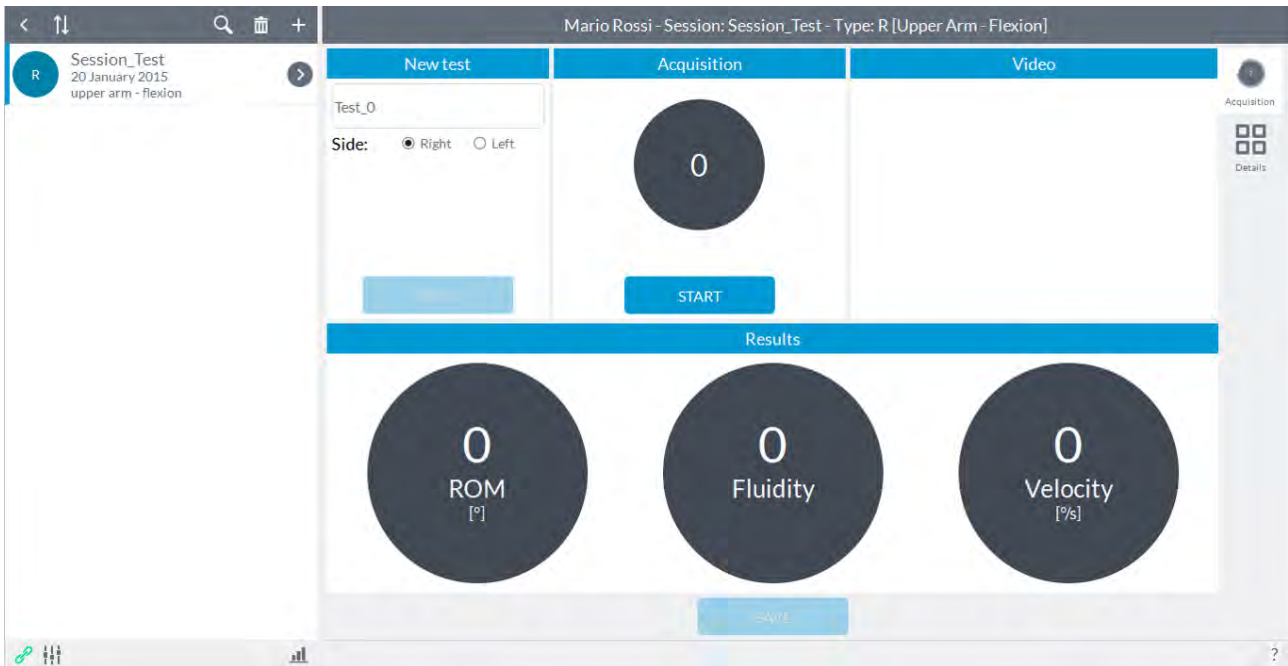 Mario Rossi - Session: Session_Test - Type: R [Upper Arm - Flexion]
R
Session_Test
20 January 2015
upper arm - flexion
New test
Acquisition
Video
Test_0
Side:
Right
Left
0
START
Acquisition
Details
Results
0
ROM
[°]
0
Fluidity
0
Velocity
[°/s]
SAVE
?